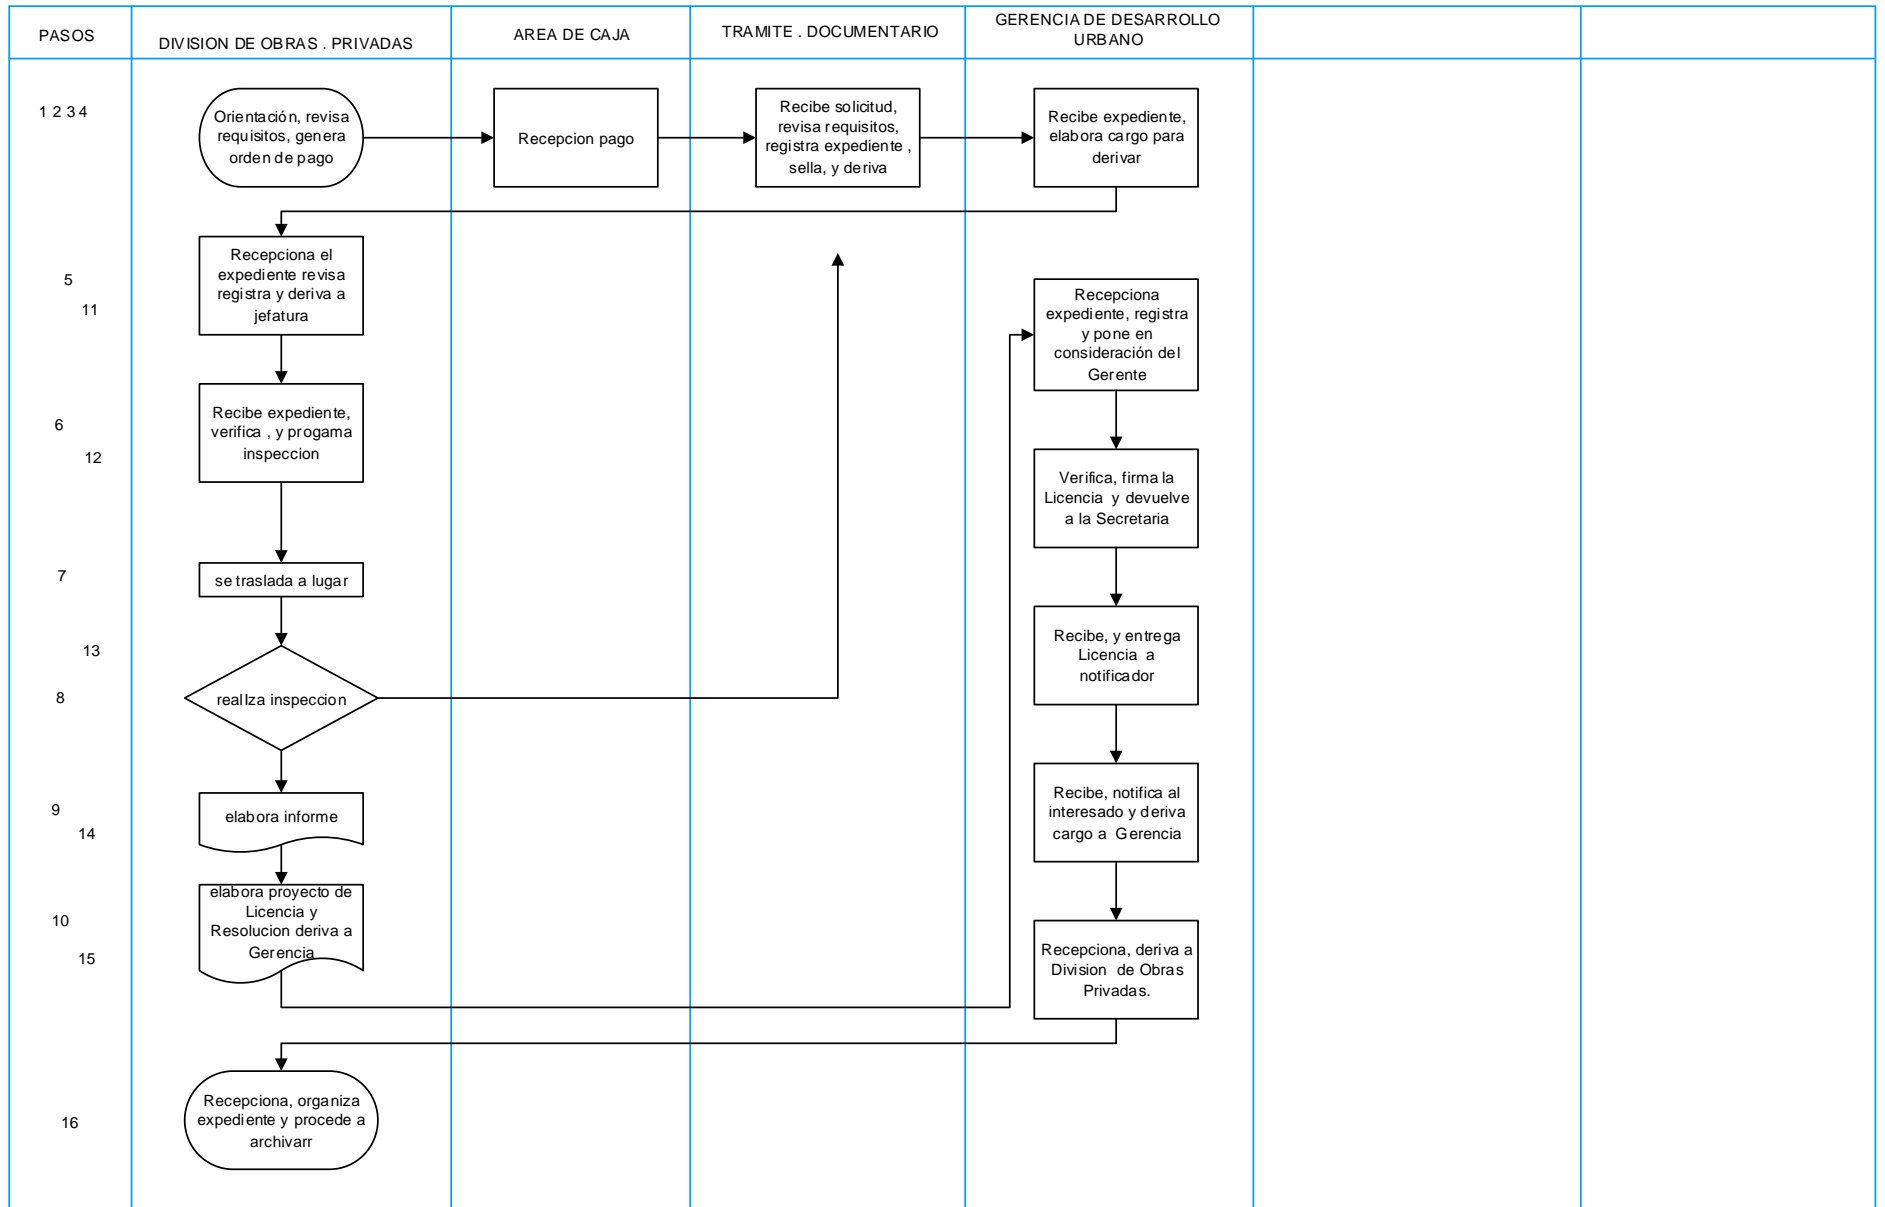 PASOS
DIVISION DE OBRAS . PRIVADAS
AREA DE CAJA
TRAMITE . DOCUMENTARIO
GERENCIA DE DESARROLLO
URBANO
1 2 3 4
Orientación, revisa
requisitos, genera
orden de pago
Recepcion pago
Recibe solicitud,
revisa requisitos,
registra expediente ,
sella, y deriva
Recibe expediente,
elabora cargo para
derivar
5
11
Recepciona el
expediente revisa
registra y deriva a
jefatura
Recepciona
expediente, registra
y pone en
consideración del
Gerente
6
12
Recibe expediente,
verifica , y progama
inspeccion
Verifica, firma la
Licencia y devuelve
a la Secretaria
7
se traslada a lugar
13
8
realIza inspeccion
Recibe, y entrega
Licencia a
notificador
9
14
elabora informe
Recibe, notifica al
interesado y deriva
cargo a Gerencia
10
15
elabora proyecto de
Licencia y
Resolucion deriva a
Gerencia
Recepciona, deriva a
Division de Obras
Privadas.
16
Recepciona, organiza
expediente y procede a
archivarr